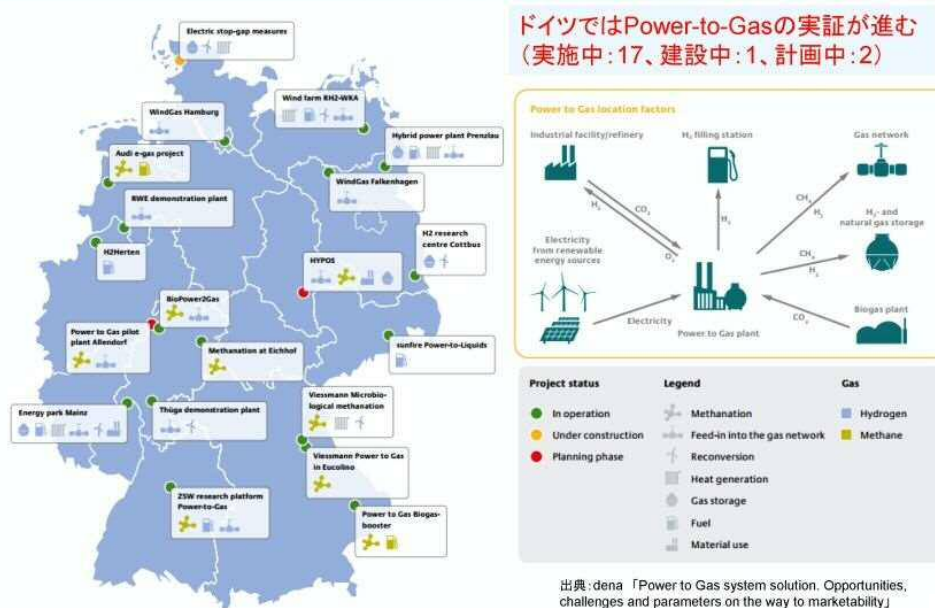 ドイツではPower-to-Gasの実証が進む
（実施中：17、建設中：1、計画中：2）
Electric stop-gap measures
WindGas Hamburg
Wind farm RH2-WKA
Hybrid power plant Prenzlau
Audi e-gas project
WindGas Falkenhagen
RWE demonstration plant
H2Herten
H2 research
centre Cottbus
HYPOS
BioPower2Gas
Power to Gas pilot
plant Allendorf
Methanation at Eichhof
sunfire Power-to-Liquids
Energy park Mainz
Thüga demonstration plant
Viessmann Microbio-
logical methanation
Viessmann Power to Gas
in Eucolino
ZSW research platform
Power-to-Gas
Power to Gas Biogas-
booster
Power to Gas location factors
Industrial facility/refinery
H₂ filling station
Gas network
CO₂
H₂
O₂
H₂
CH₄
H₂
H₂- and
natural gas storage
Electricity
from renewable
energy sources
CH₄
H₂
Electricity
Power to Gas plant
CO₂
Biogas plant
Project status
In operation
Under construction
Planning phase
Legend
Methanation
Feed-in into the gas network
Reconversion
Heat generation
Gas storage
Fuel
Material use
Gas
Hydrogen
Methane
出典：dena 「Power to Gas system solution. Opportunities,
challenges and parameters on the way to marketability」